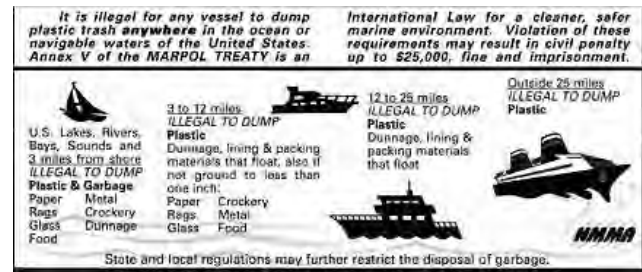 It is illegal for any vessel to dump
plastic trash anywhere in the ocean or
navigable waters of the United States.
Annex V of the MARPOL TREATY is an
International Law for a cleaner, safer
marine environment. Violation of these
requirements may result in civil penalty
up to $25,000, fine and imprisonment.
U.S. Lakes, Rivers,
Bays, Sounds and
3 miles from shore
ILLEGAL TO DUMP
Plastic & Garbage
Paper Metal
Rags Crockery
Glass Dunnage
Food
3 to 12 miles
ILLEGAL TO DUMP
Plastic
Dunnage, lining & packing
materials that float, also if
not ground to less than
one inch:
Paper Crockery
Rags Metal
Glass Food
12 to 25 miles
ILLEGAL TO DUMP
Plastic
Dunnage, lining &
packing materials
that float
Outside 25 miles
ILLEGAL TO DUMP
Plastic
NMMA
State and local regulations may further restrict the disposal of garbage.